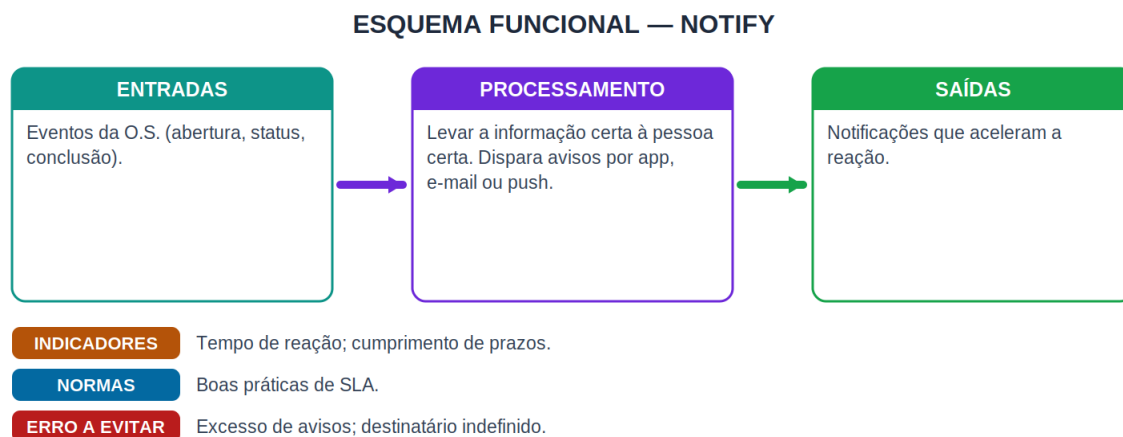 ESQUEMA FUNCIONAL — NOTIFY
ENTRADAS
Eventos da O.S. (abertura, status,
conclusão).
PROCESSAMENTO
Levar a informação certa à pessoa
certa. Dispara avisos por app,
e-mail ou push.
SAÍDAS
Notificações que aceleram a
reação.
INDICADORES
Tempo de reação; cumprimento de prazos.
NORMAS
Boas práticas de SLA.
ERRO A EVITAR
Excesso de avisos; destinatário indefinido.